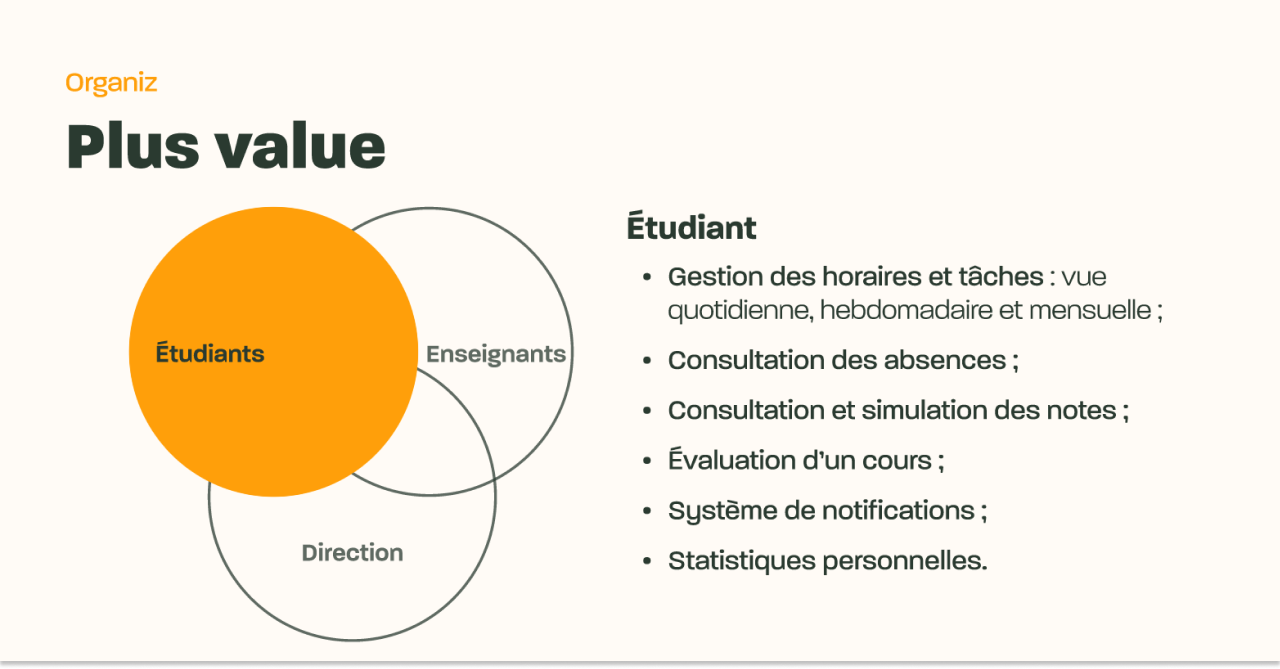 Organiz
Plus value
Étudiants
Enseignants
Direction
Étudiant
• Gestion des horaires et tâches : vue
quotidienne, hebdomadaire et mensuelle ;
• Consultation des absences ;
• Consultation et simulation des notes ;
• Évaluation d’un cours ;
• Système de notifications ;
• Statistiques personnelles.